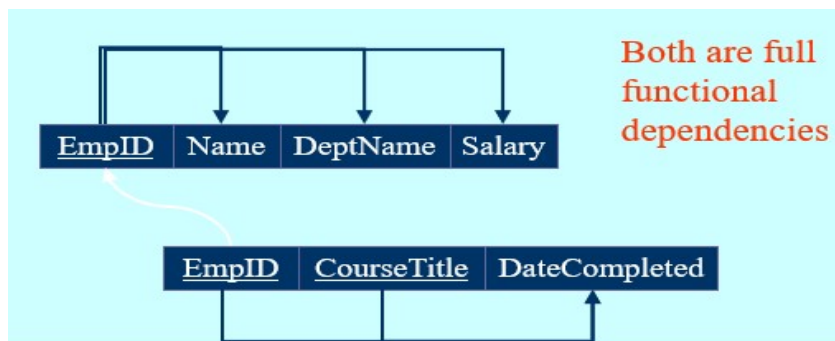 Both are full
functional
dependencies
EmpID Name DeptName Salary
EmpID CourseTitle DateCompleted